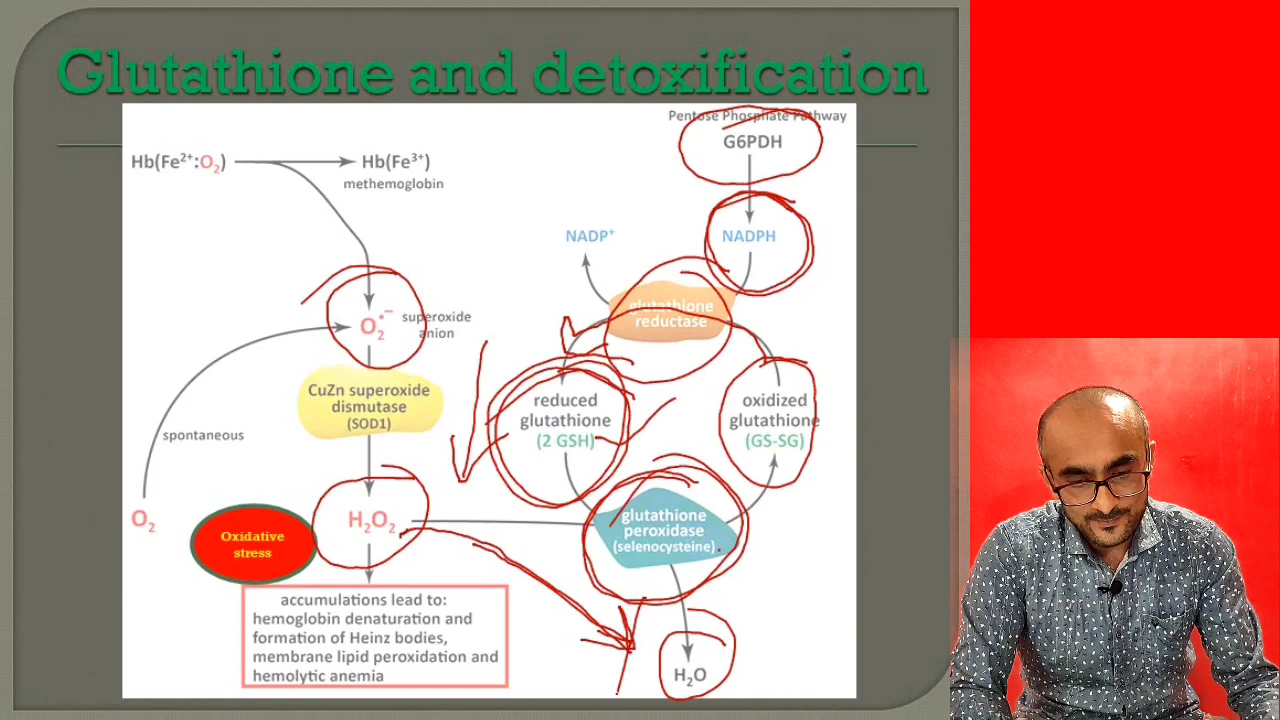 Glutathione and detoxification
Pentose Phosphate Pathway
G6PDH
Hb(Fe²⁺:O₂)
Hb(Fe³⁺)
methemoglobin
NADP⁺
NADPH
glutathione
reductase
O₂•⁻
superoxide
anion
CuZn superoxide
dismutase
(SOD1)
reduced
glutathione
(2 GSH)
oxidized
glutathione
(GS-SG)
spontaneous
O₂
Oxidative
stress
H₂O₂
glutathione
peroxidase
(selenocysteine)
accumulations lead to:
hemoglobin denaturation and
formation of Heinz bodies,
membrane lipid peroxidation and
hemolytic anemia
H₂O